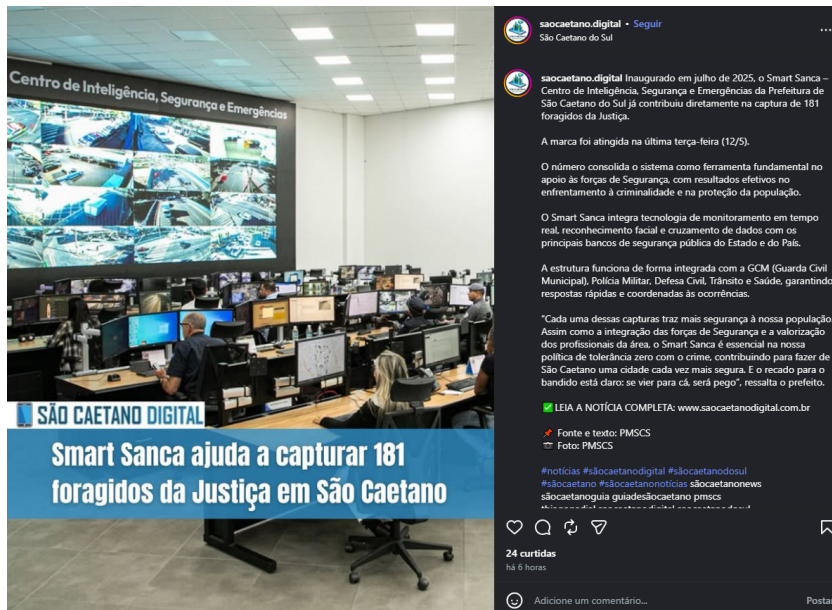 Centro de Inteligência, Segurança e Emergências
SÃO CAETANO DIGITAL
Smart Sanca ajuda a capturar 181
foragidos da Justiça em São Caetano
saocaetano.digital • Seguir
São Caetano do Sul
saocaetano.digital Inaugurado em julho de 2025, o Smart Sanca –
Centro de Inteligência, Segurança e Emergências da Prefeitura de
São Caetano do Sul já contribuiu diretamente na captura de 181
foragidos da Justiça.
A marca foi atingida na última terça-feira (12/5).
O número consolida o sistema como ferramenta fundamental no
apoio às forças de Segurança, com resultados efetivos no
enfrentamento à criminalidade e na proteção da população.
O Smart Sanca integra tecnologia de monitoramento em tempo
real, reconhecimento facial e cruzamento de dados com os
principais bancos de segurança pública do Estado e do País.
A estrutura funciona de forma integrada com a GCM (Guarda Civil
Municipal), Polícia Militar, Defesa Civil, Trânsito e Saúde, garantindo
respostas rápidas e coordenadas às ocorrências.
"Cada uma dessas capturas traz mais segurança à nossa população.
Assim como a integração das forças de Segurança e a valorização
dos profissionais da área, o Smart Sanca é essencial na nossa
política de tolerância zero com o crime, contribuindo para fazer de
São Caetano uma cidade cada vez mais segura. E o recado para o
bandido está claro: se vier para cá, será pego", ressalta o prefeito.
✅ LEIA A NOTÍCIA COMPLETA: www.saocaetanodigital.com.br
📌 Fonte e texto: PMSCS
📷 Foto: PMSCS
#notícias #sãocaetanodigital #sãocaetanodosul
#sãocaetano #sãocaetanonotícias sãocaetanonews
sãocaetanoguia guiadesãocaetano pmscs
24 curtidas
há 6 horas
Adicione um comentário... Postar